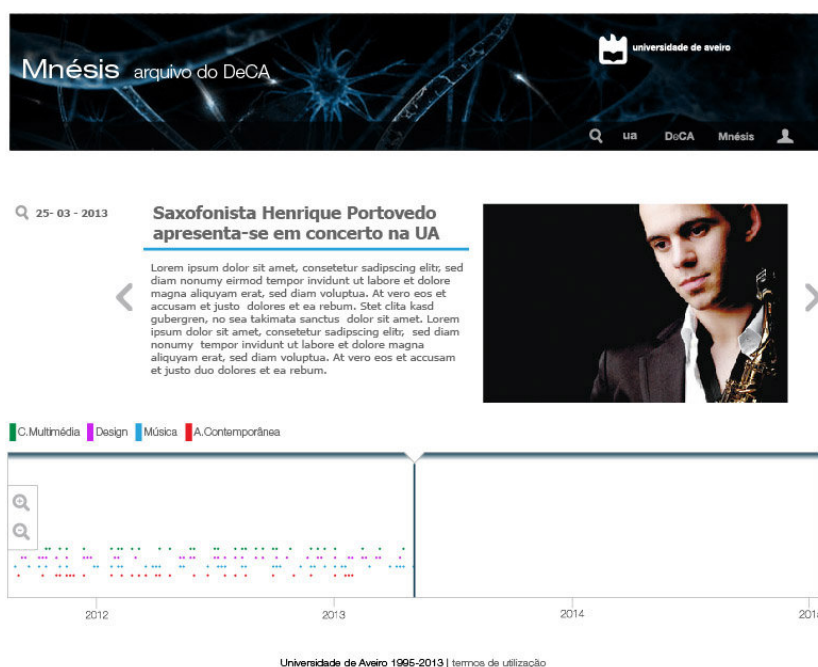 universidade de aveiro
Mnésis arquivo do DeCA
ua DeCA Mnésis
25- 03 - 2013
Saxofonista Henrique Portovedo
apresenta-se em concerto na UA
Lorem ipsum dolor sit amet, consetetur sadipscing elitr, sed
diam nonumy eirmod tempor invidunt ut labore et dolore
magna aliquyam erat, sed diam voluptua. At vero eos et
accusam et justo dolores et ea rebum. Stet clita kasd
gubergren, no sea takimata sanctus dolor sit amet. Lorem
ipsum dolor sit amet, consetetur sadipscing elitr, sed diam
nonumy tempor invidunt ut labore et dolore magna
aliquyam erat, sed diam voluptua. At vero eos et accusam
et justo duo dolores et ea rebum.
C.Multimédia Design Música A.Contemporânea
2012 2013 2014
Universidade de Aveiro 1995-2013 | termos de utilização